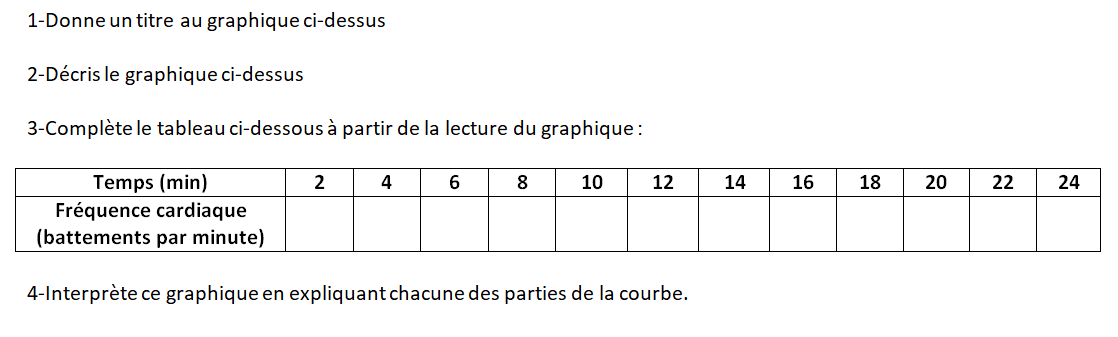 1-Donne un titre au graphique ci-dessus
2-Décris le graphique ci-dessus
3-Complète le tableau ci-dessous à partir de la lecture du graphique :
Temps (min) 2 4 6 8 10 12 14 16 18 20 22 24
Fréquence cardiaque
(battements par minute)
4-Interprète ce graphique en expliquant chacune des parties de la courbe.